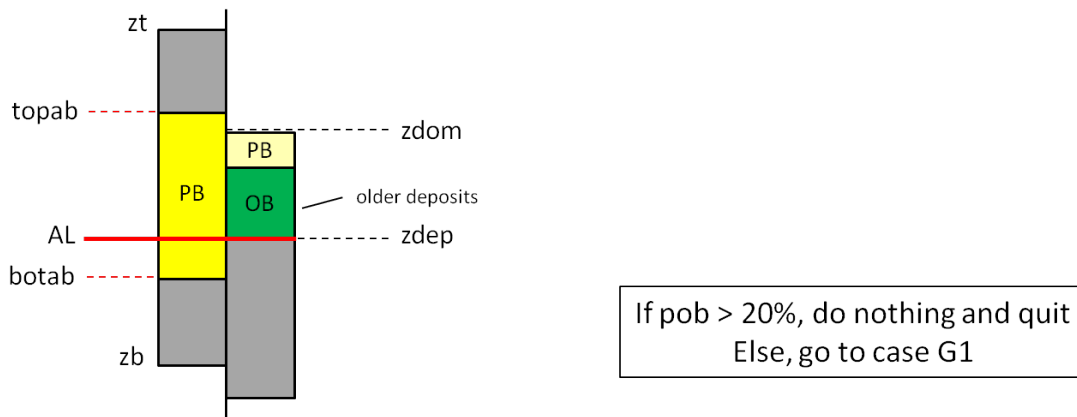 zt
topab
zdom
PB
PB
OB
older deposits
AL
zdep
botab
zb
If pob > 20%, do nothing and quit
Else, go to case G1